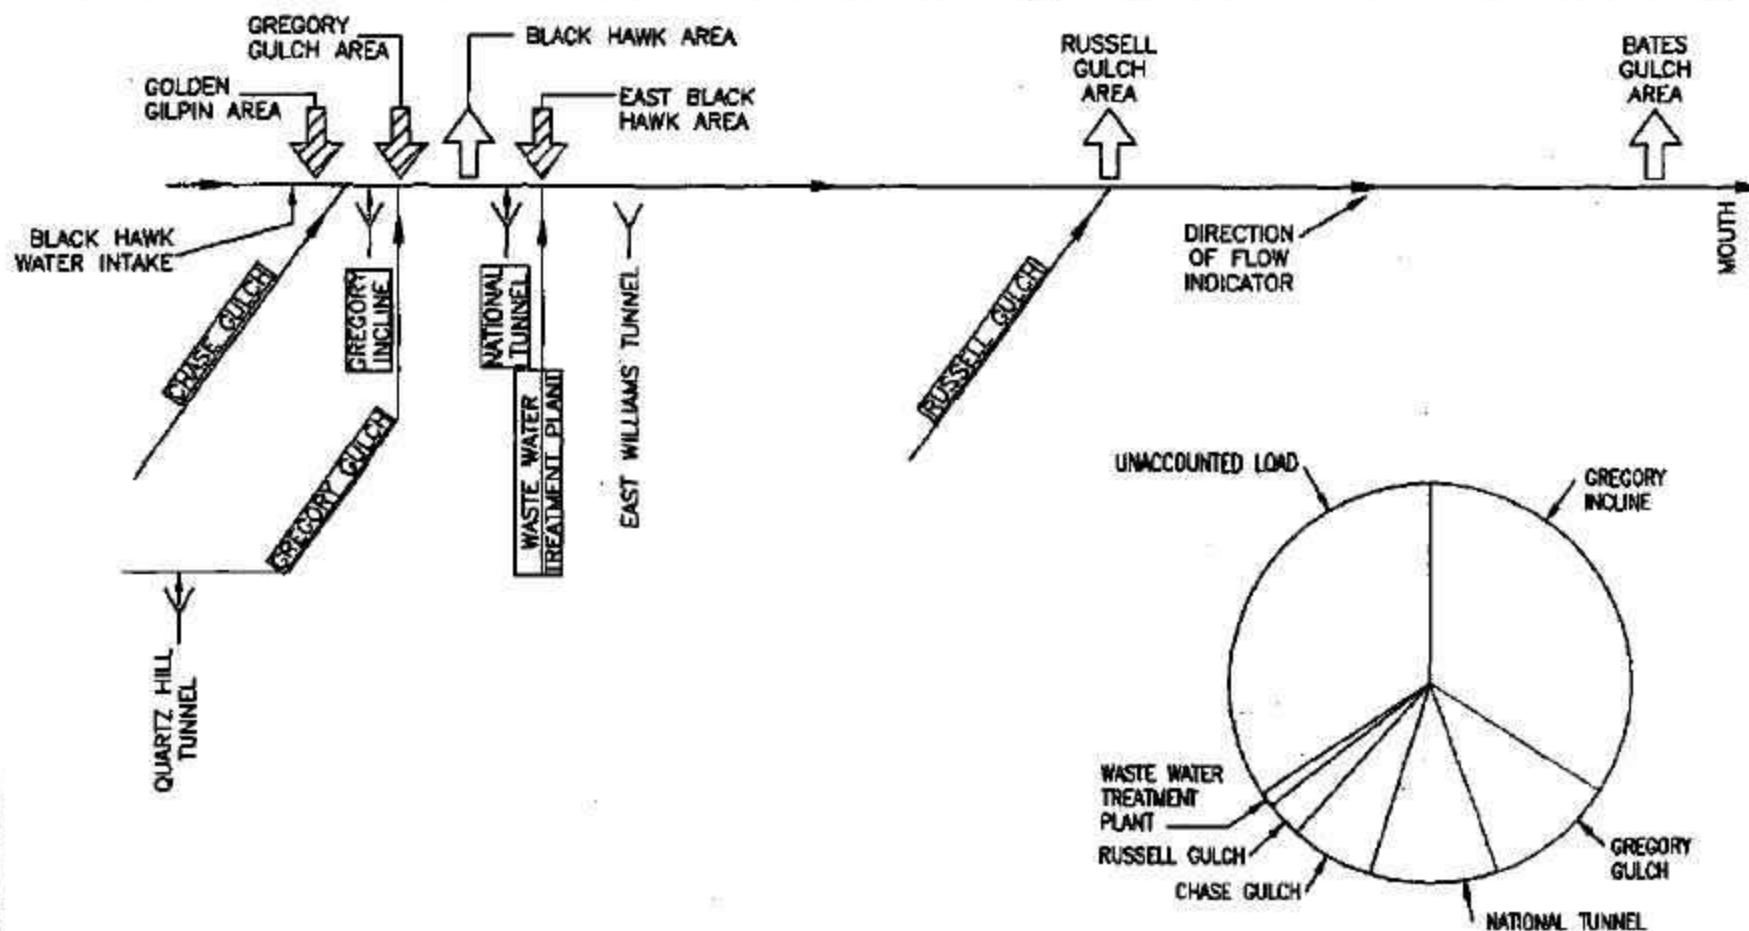 GREGORY
GULCH AREA
BLACK HAWK AREA
GOLDEN
GILPIN AREA
EAST BLACK
HAWK AREA
RUSSELL
GULCH
AREA
BATES
GULCH
AREA
BLACK HAWK
WATER INTAKE
CHASE GULCH
GREGORY
INCLINE
GREGORY GULCH
NATIONAL
TUNNEL
WASTE WATER
TREATMENT PLANT
EAST WILLIAMS TUNNEL
QUARTZ HILL
TUNNEL
RUSSELL GULCH
DIRECTION
OF FLOW
INDICATOR
MOUTH
UNACCOUNTED LOAD
GREGORY
INCLINE
WASTE WATER
TREATMENT
PLANT
RUSSELL GULCH
CHASE GULCH
GREGORY
GULCH
NATIONAL TUNNEL